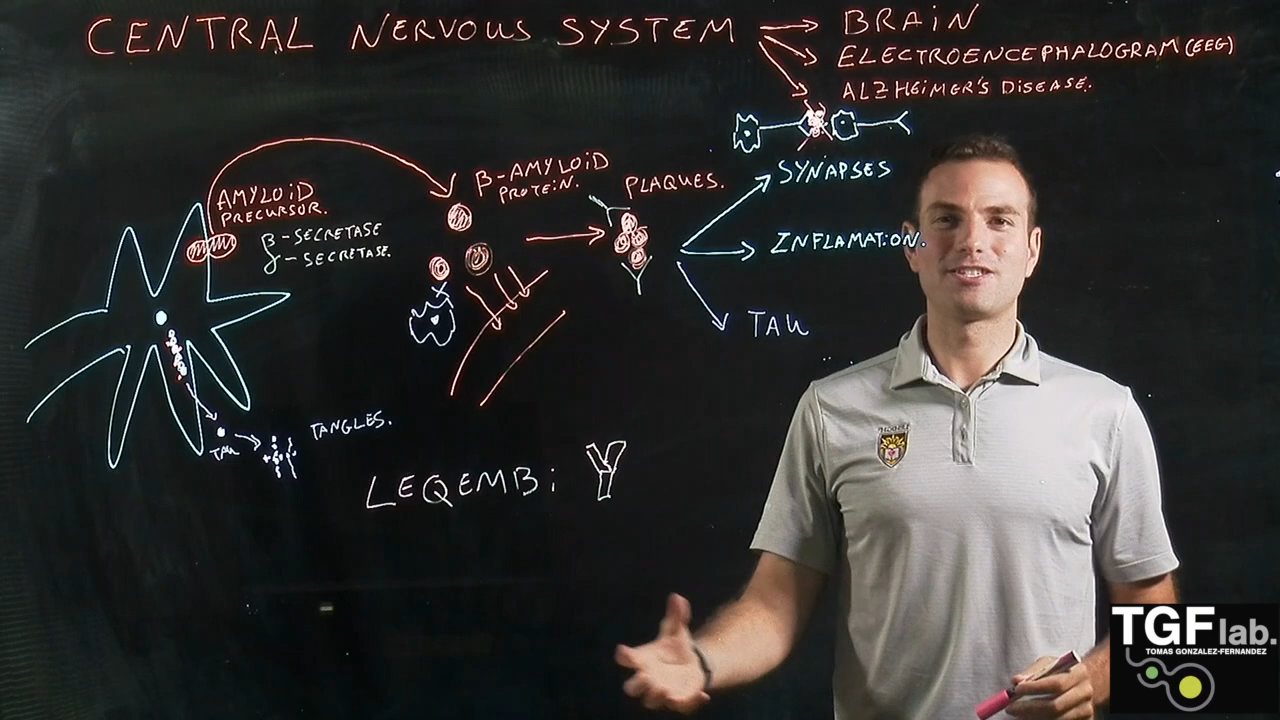 CENTRAL NERVOUS SYSTEM
BRAIN
ELECTROENCEPHALOGRAM (EEG)
ALZHEIMER'S DISEASE.
SYNAPSES
INFLAMATION.
TAU
PLAQUES.
β-AMYLOID
PROTEIN.
AMYLOID
PRECURSOR.
β-SECRETASE
γ-SECRETASE.
TAU
TANGLES.
LEQEMBi
TGF lab.
TOMAS GONZALEZ-FERNANDEZ